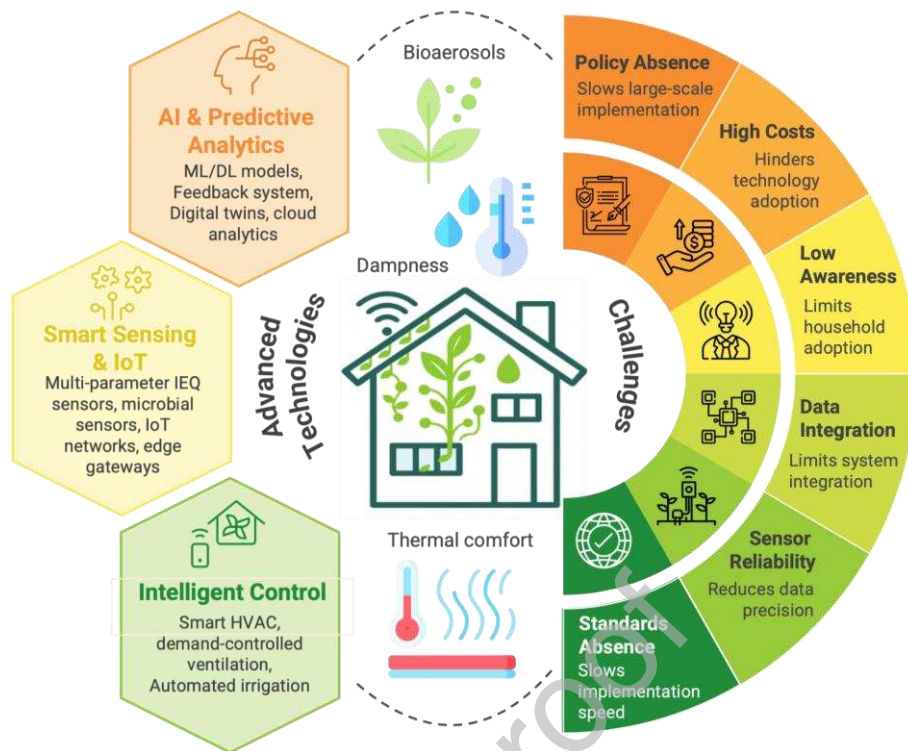 AI & Predictive
Analytics
ML/DL models,
Feedback system,
Digital twins, cloud
analytics
Smart Sensing
& IoT
Multi-parameter IEQ
sensors, microbial
sensors, IoT
networks, edge
gateways
Intelligent Control
Smart HVAC,
demand-controlled
ventilation,
Automated irrigation
Advanced
Technologies
Bioaerosols
Dampness
Thermal comfort
Challenges
Policy Absence
Slows large-scale
implementation
High Costs
Hinders
technology
adoption
Low
Awareness
Limits
household
adoption
Data
Integration
Limits system
integration
Sensor
Reliability
Reduces data
precision
Standards
Absence
Slows
implementation
speed
roof